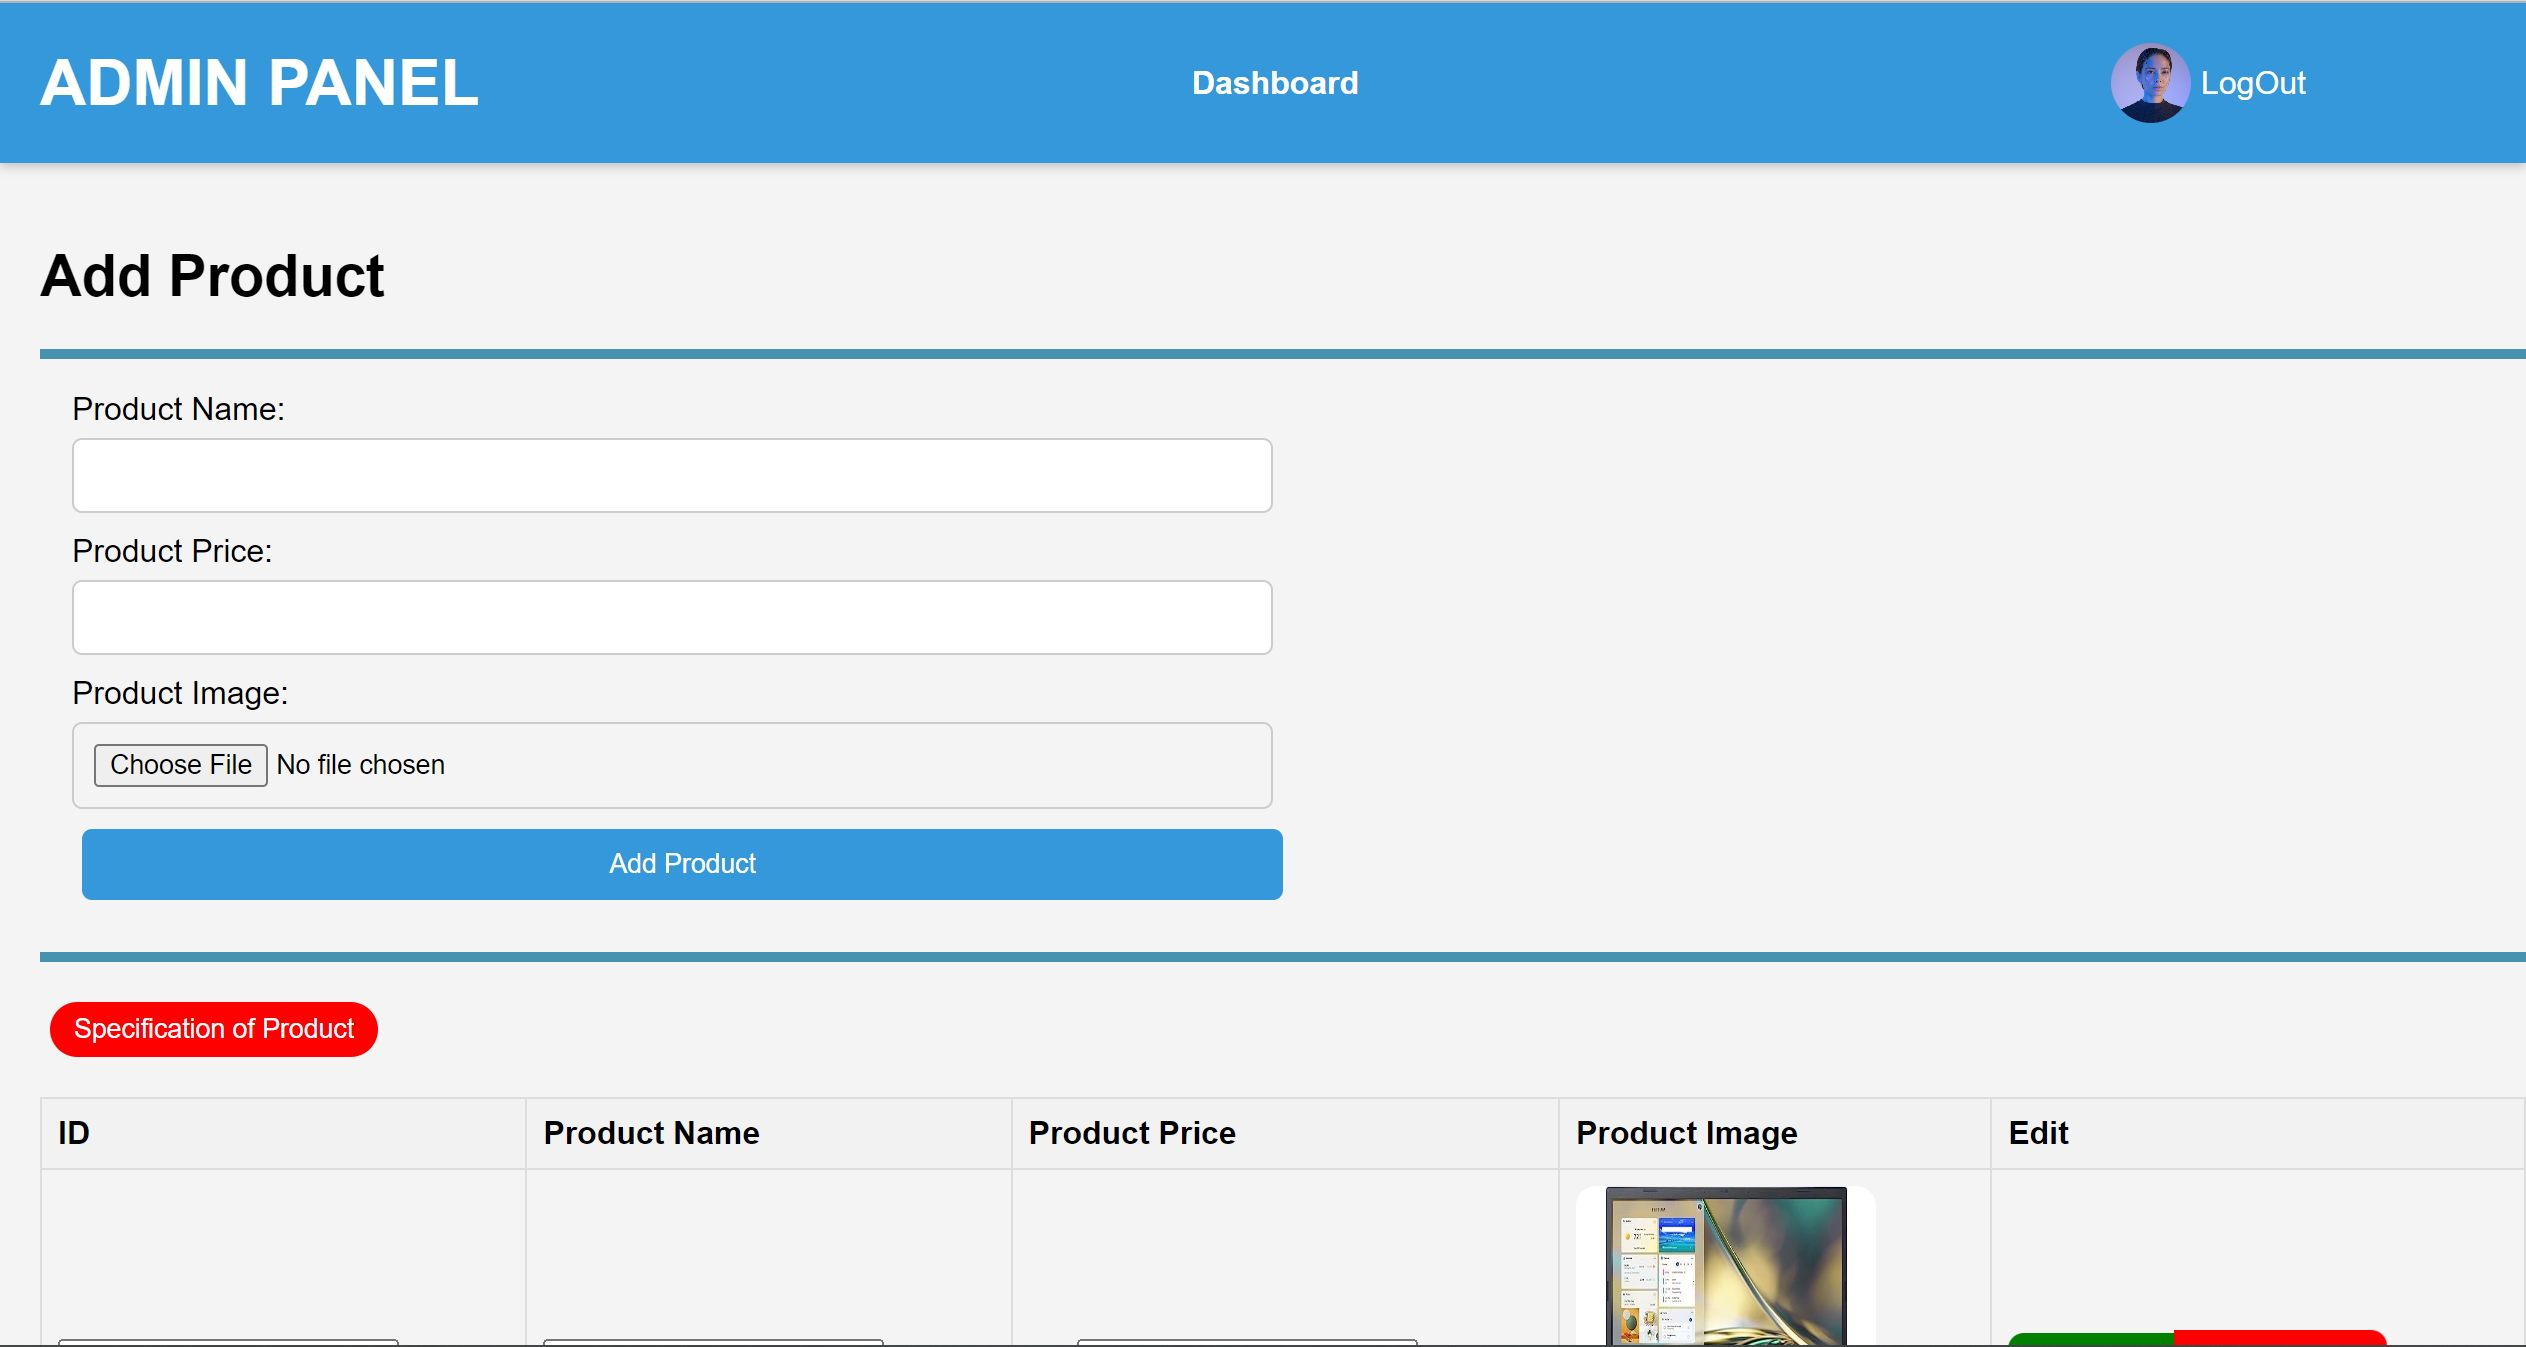 ADMIN PANEL
Dashboard
LogOut
Add Product
Product Name:
Product Price:
Product Image:
Choose File No file chosen
Add Product
Specification of Product
ID Product Name Product Price Product Image Edit